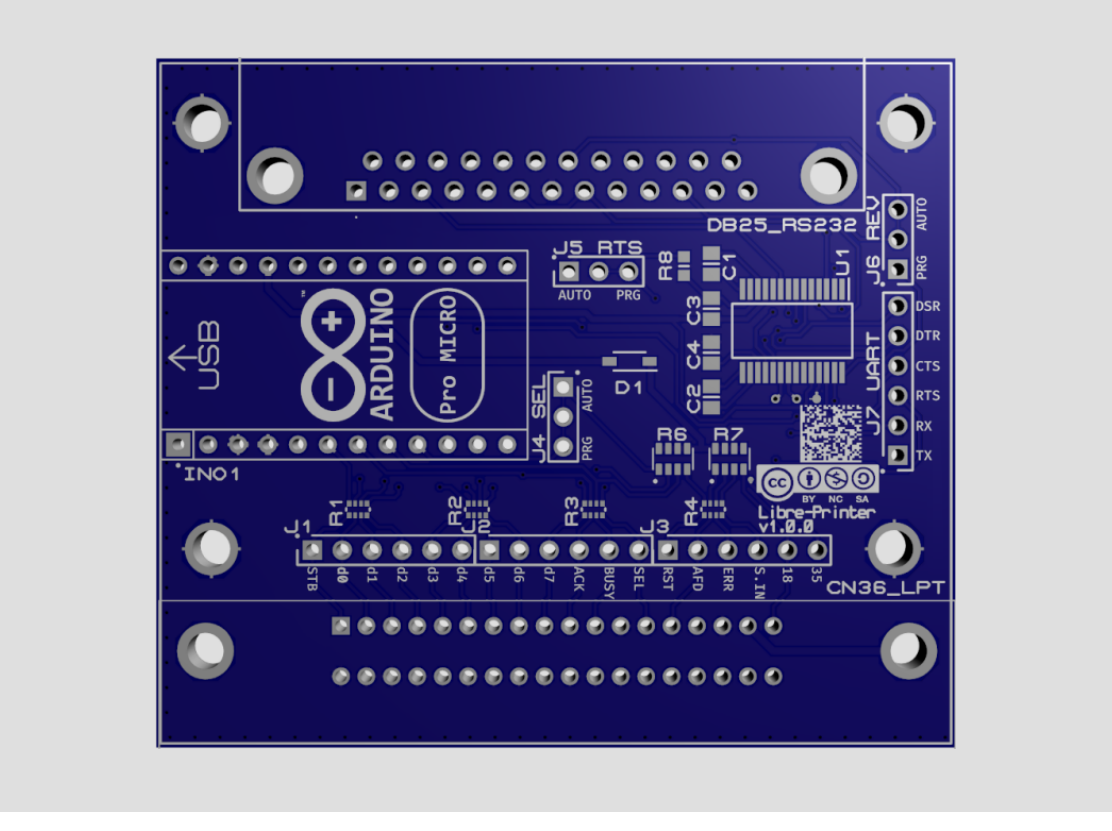 DB25_RS232
J6 REV
AUTO
PRG
J5 RTS
AUTO PRG
R8
C1
U1
C3
C4
C2
D1
USB
™
ARDUINO
Pro MICRO
INO1
J4 SEL
AUTO
PRG
J7 UART
DSR
DTR
CTS
RTS
RX
TX
R6
R7
cc
BY NC SA
Libre-Printer
v1.0.0
R1
R2
R3
R4
J1
J2
J3
STB
d0
d1
d2
d3
d4
d5
d6
d7
ACK
BUSY
SEL
RST
AFD
ERR
S.IN
18
35
CN36_LPT